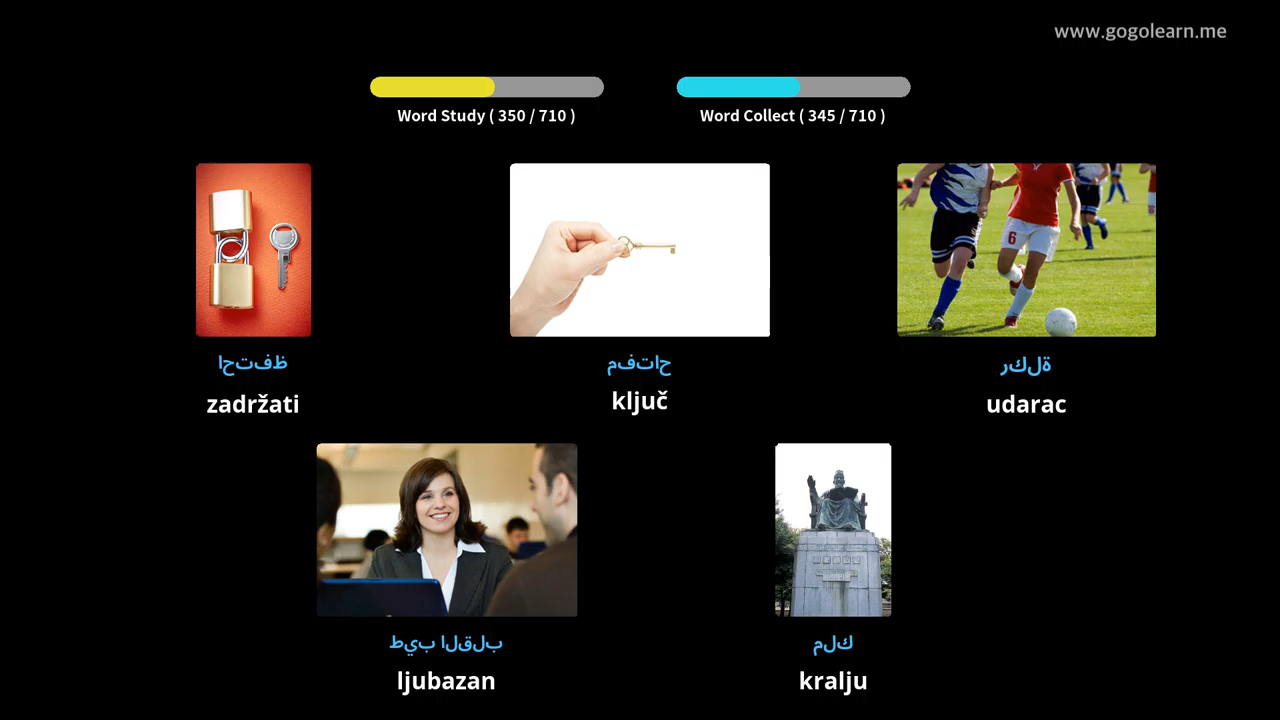 www.gogolearn.me
Word Study ( 350 / 710 )
Word Collect ( 345 / 710 )
6
احتفظ
zadržati
مفتاح
ključ
ركلة
udarac
طيب القلب
ljubazan
ملك
kralju